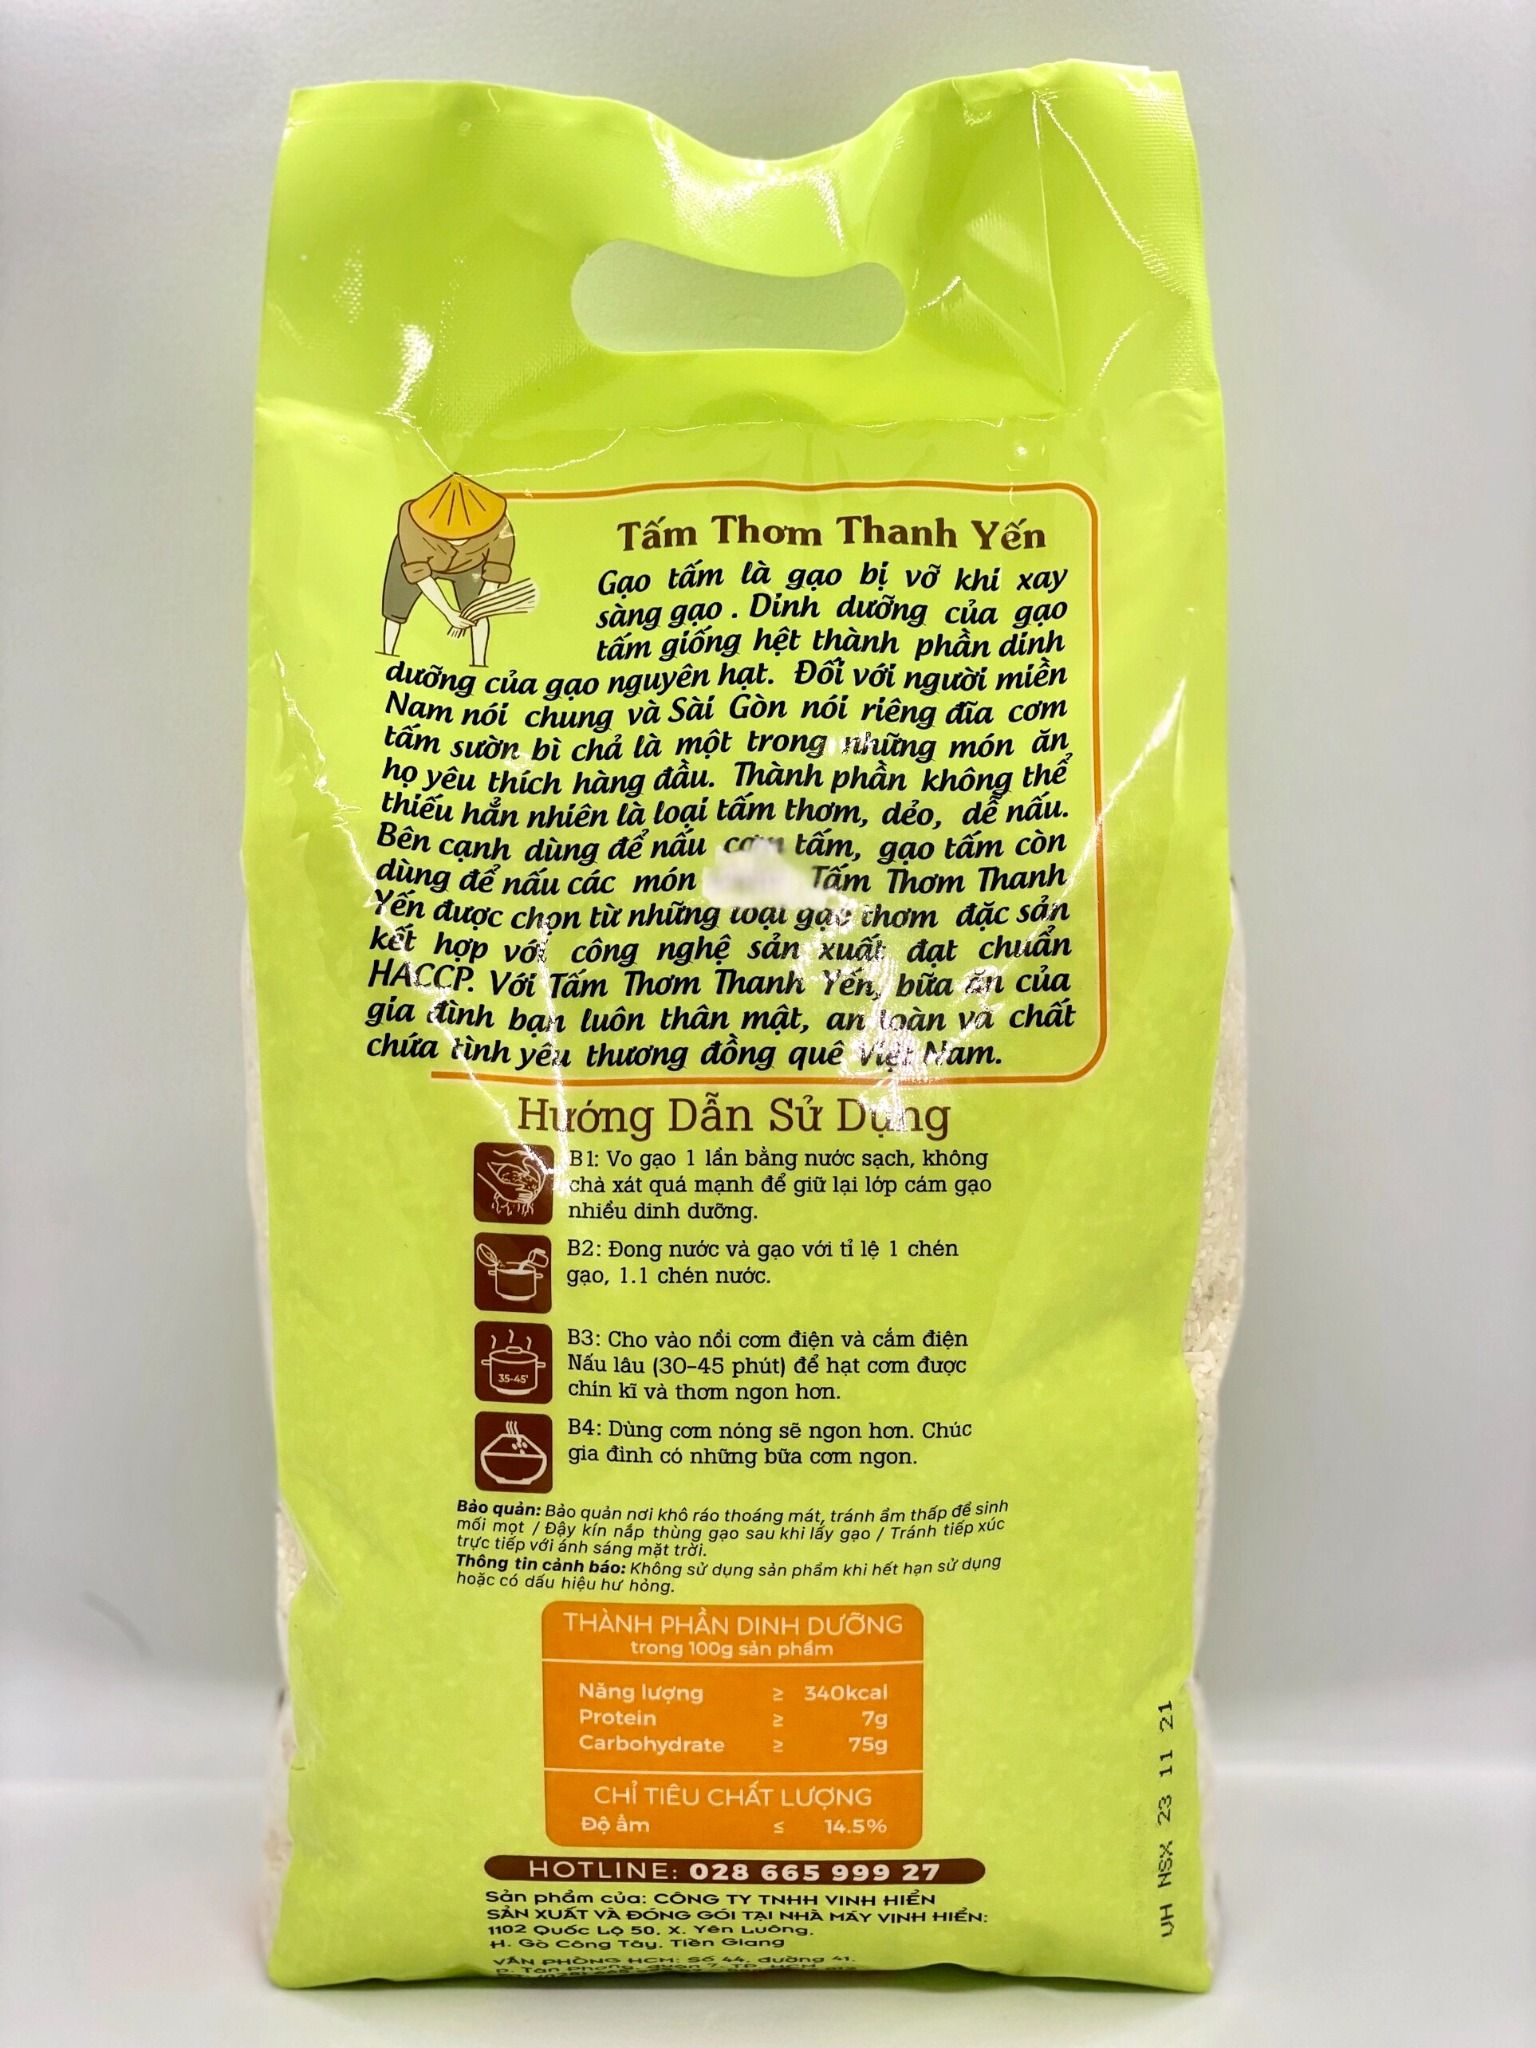 Tấm Thơm Thanh Yến
Gạo tấm là gạo bị vỡ khi xay
sàng gạo . Dinh dưỡng của gạo
tấm giống hệt thành phần dinh
dưỡng của gạo nguyên hạt. Đối với người miền
Nam nói chung và Sài Gòn nói riêng đĩa cơm
tấm sườn bì chả là một trong những món ăn
họ yêu thích hàng đầu. Thành phần không thể
thiếu hẳn nhiên là loại tấm thơm, dẻo, dễ nấu.
Bên cạnh dùng để nấu cơm tấm, gạo tấm còn
dùng để nấu các món Tấm Thơm Thanh
Yến được chọn từ những loại gạo thơm đặc sản
kết hợp với công nghệ sản xuất đạt chuẩn
HACCP. Với Tấm Thơm Thanh Yến, bữa ăn của
gia đình bạn luôn thân mật, an toàn và chất
chứa tình yêu thương đồng quê Việt Nam.
Hướng Dẫn Sử Dụng
B1: Vo gạo 1 lần bằng nước sạch, không
chà xát quá mạnh để giữ lại lớp cám gạo
nhiều dinh dưỡng.
B2: Đong nước và gạo với tỉ lệ 1 chén
gạo, 1.1 chén nước.
B3: Cho vào nồi cơm điện và cắm điện
Nấu lâu (30-45 phút) để hạt cơm được
chín kĩ và thơm ngon hơn.
35-45'
B4: Dùng cơm nóng sẽ ngon hơn. Chúc
gia đình có những bữa cơm ngon.
Bảo quản: Bảo quản nơi khô ráo thoáng mát, tránh ẩm thấp để sinh
mối mọt / Đậy kín nắp thùng gạo sau khi lấy gạo / Tránh tiếp xúc
trực tiếp với ánh sáng mặt trời.
Thông tin cảnh báo: Không sử dụng sản phẩm khi hết hạn sử dụng
hoặc có dấu hiệu hư hỏng.
THÀNH PHẦN DINH DƯỠNG
trong 100g sản phẩm
Năng lượng ≥ 340kcal
Protein ≥ 7g
Carbohydrate ≥ 75g
CHỈ TIÊU CHẤT LƯỢNG
Độ ẩm ≤ 14.5%
HOTLINE: 028 665 999 27
Sản phẩm của: CÔNG TY TNHH VINH HIỂN
SẢN XUẤT VÀ ĐÓNG GÓI TẠI NHÀ MÁY VINH HIỂN:
1102 Quốc Lộ 50, X. Yên Luông,
H. Gò Công Tây, Tiền Giang
VĂN PHÒNG HCM: Số 44, đường 41,
P. Tân Phong, quận 7, TP. HCM
VH NSX 23 11 21